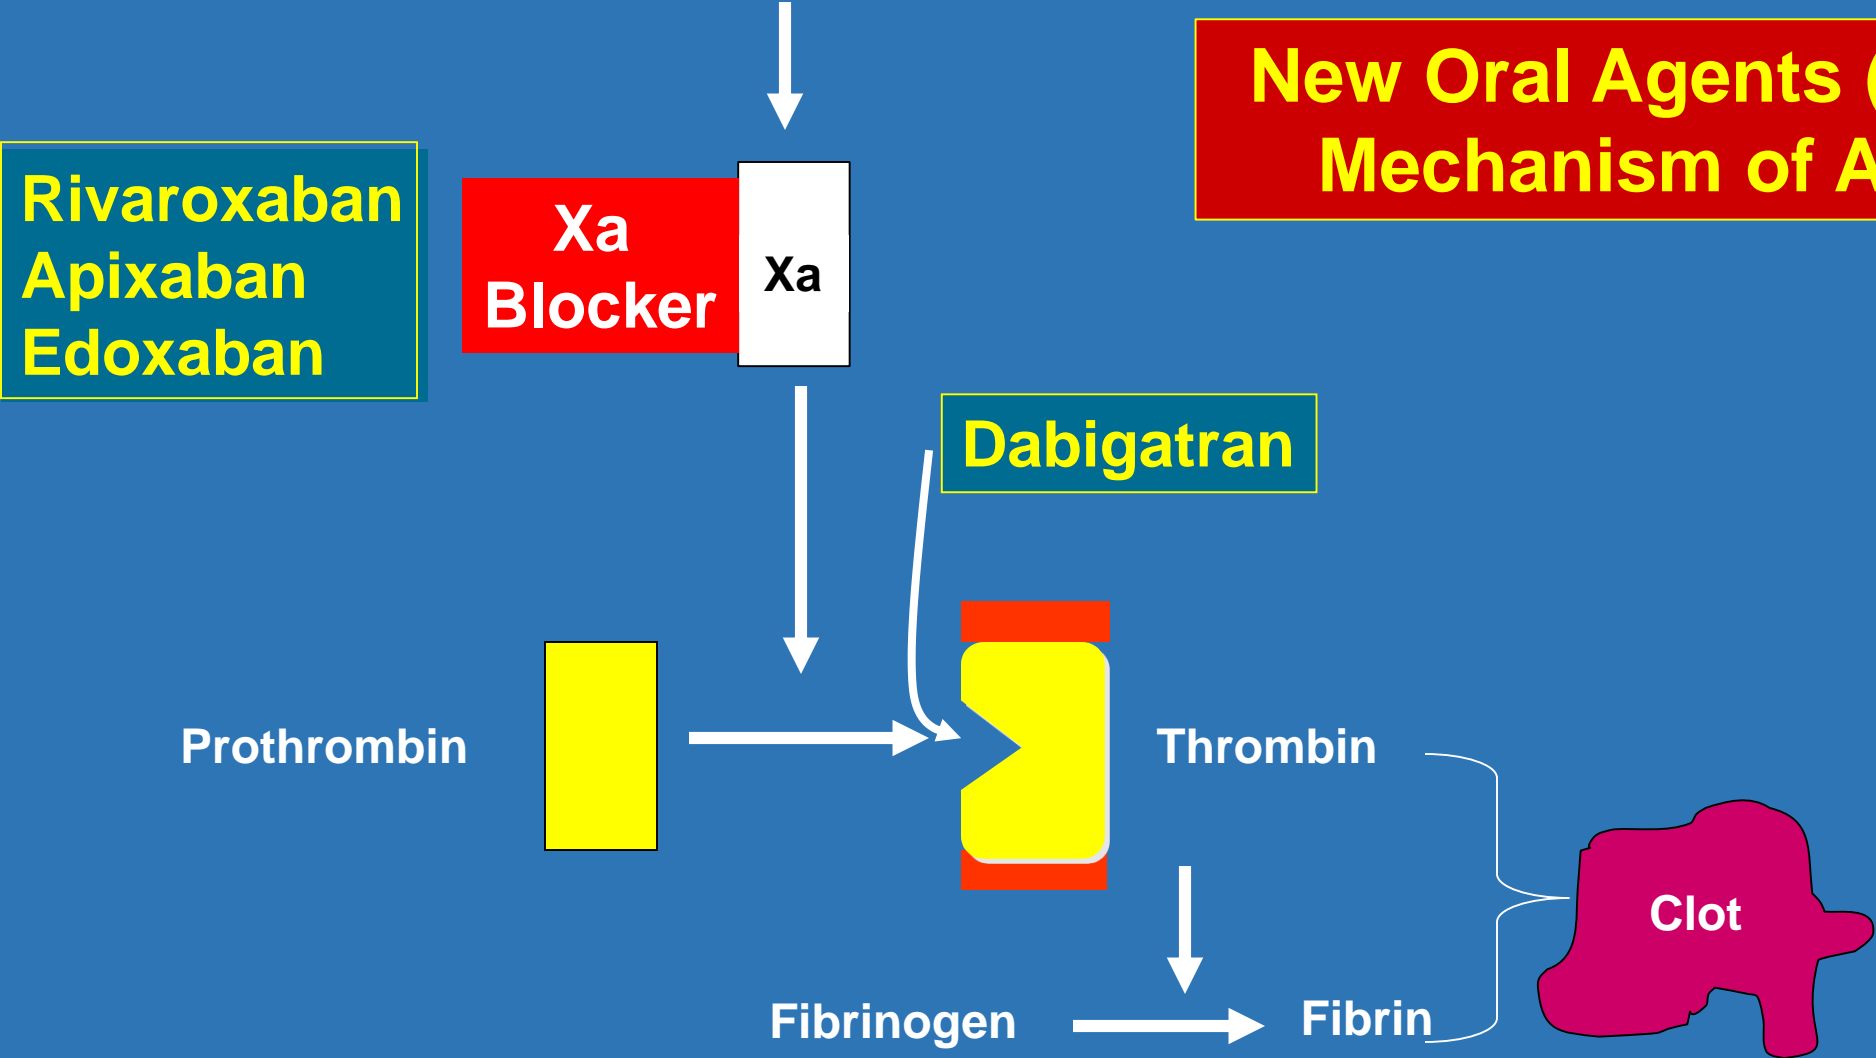 New Oral Agents (
Mechanism of A
Rivaroxaban
Apixaban
Edoxaban
Xa
Blocker
Xa
Dabigatran
Prothrombin
Thrombin
Clot
Fibrinogen
Fibrin